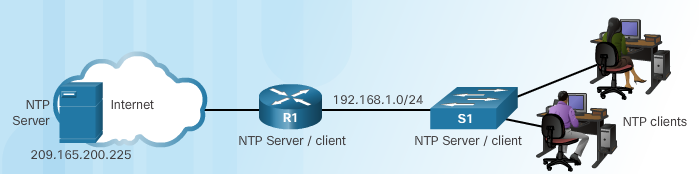 NTP
Server
Internet
209.165.200.225
R1
NTP Server / client
192.168.1.0/24
S1
NTP Server / client
NTP clients